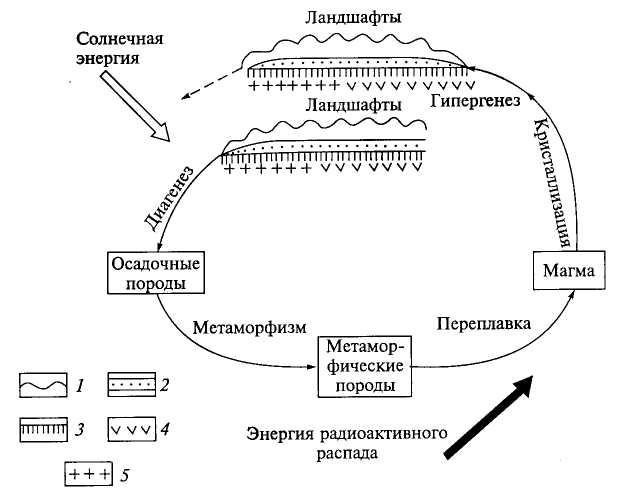 Ландшафты
Солнечная
энергия
Гипергенез
Ландшафты
Кристаллизация
Диагенез
Осадочные
породы
Магма
Метаморфизм
Переплавка
Метамор-
фические
породы
1
2
3
4
5
Энергия радиоактивного
распада
+ + + + + + +
+ + + + + +
+ + +